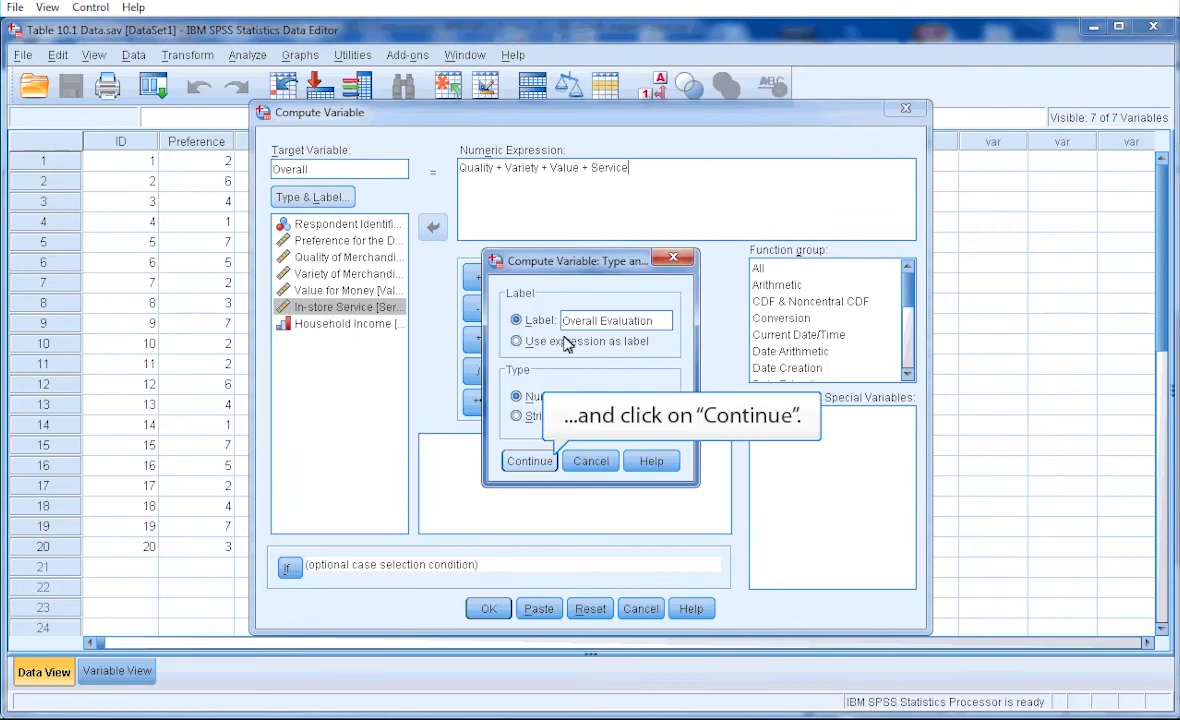 File View Control Help
Table 10.1 Data.sav [DataSet1] - IBM SPSS Statistics Data Editor
File Edit View Data Transform Analyze Graphs Utilities Add-ons Window Help
Visible: 7 of 7 Variables
ID Preference var var var
1 1 2
2 2 6
3 3 4
4 4 1
5 5 7
6 6 5
7 7 2
8 8 3
9 9 7
10 10 2
11 11 2
12 12 6
13 13 4
14 14 1
15 15 7
16 16 5
17 17 2
18 18 4
19 19 7
20 20 3
21
22
23
24
Compute Variable
Target Variable:
Overall
=
Type & Label...
Numeric Expression:
Quality + Variety + Value + Service
Respondent Identifi...
Preference for the D...
Quality of Merchandi...
Variety of Merchandi...
Value for Money [Val...
In-store Service [Ser...
Household Income [...
Function group:
All
Arithmetic
CDF & Noncentral CDF
Conversion
Current Date/Time
Date Arithmetic
Date Creation
Special Variables:
Compute Variable: Type an...
Label
Label: Overall Evaluation
Use expression as label
Type
...and click on “Continue”.
Continue Cancel Help
If... (optional case selection condition)
OK Paste Reset Cancel Help
Data View Variable View
IBM SPSS Statistics Processor is ready